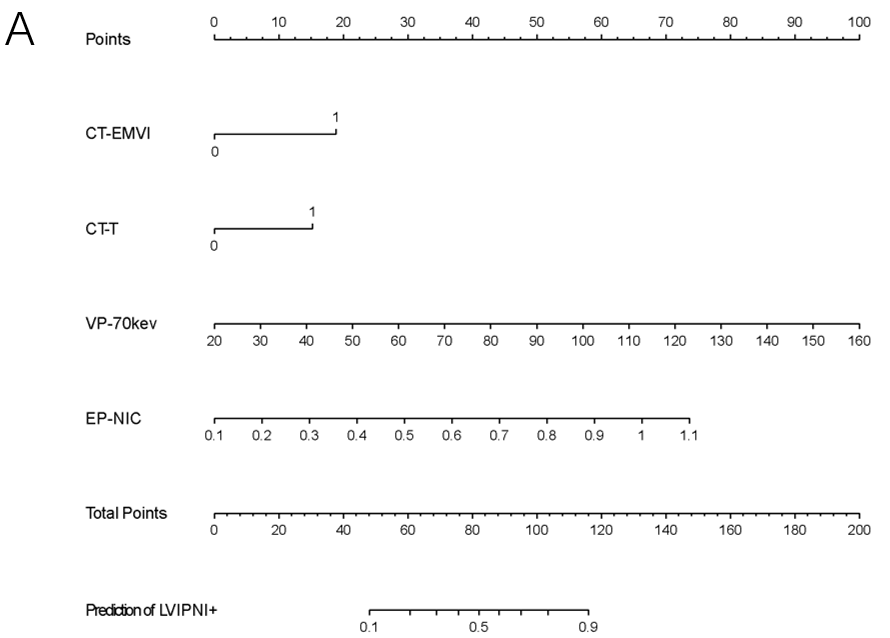 A
0 10 20 30 40 50 60 70 80 90 100
Points
1
CT-EMVI
0
1
CT-T
0
VP-70kev
20 30 40 50 60 70 80 90 100 110 120 130 140 150 160
EP-NIC
0.1 0.2 0.3 0.4 0.5 0.6 0.7 0.8 0.9 1 1.1
Total Points
0 20 40 60 80 100 120 140 160 180 200
Prediction of LVIPNI+
0.1 0.5 0.9